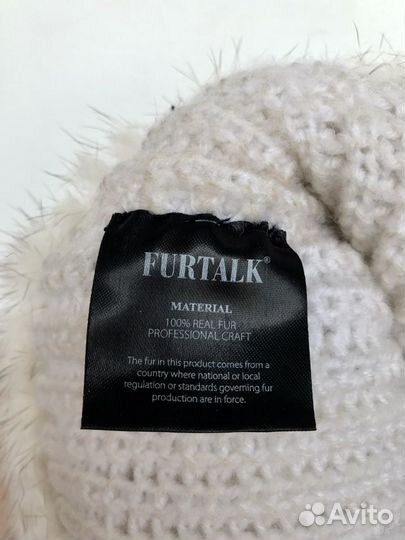 FURTALK®
MATERIAL
100% REAL FUR
PROFESSIONAL CRAFT
The fur in this product comes from a
country where national or local
regulation or standards governing fur
production are in force.
Avito